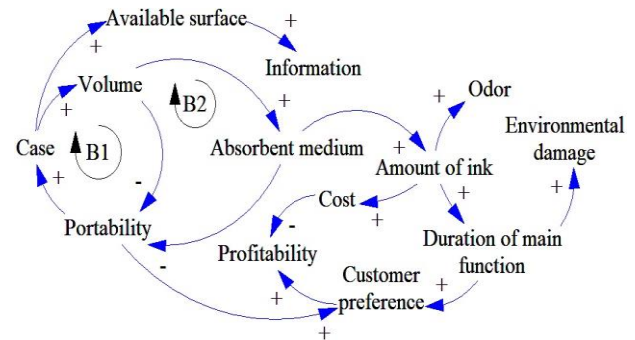 Available surface
+
+
Information
Volume
B2
+
+
+
Odor
Environmental
damage
Case
B1
Absorbent medium
+
Amount of ink
+
-
Cost
+
+
Portability
-
+
Profitability
Duration of main
function
-
Customer
preference
+
+
+